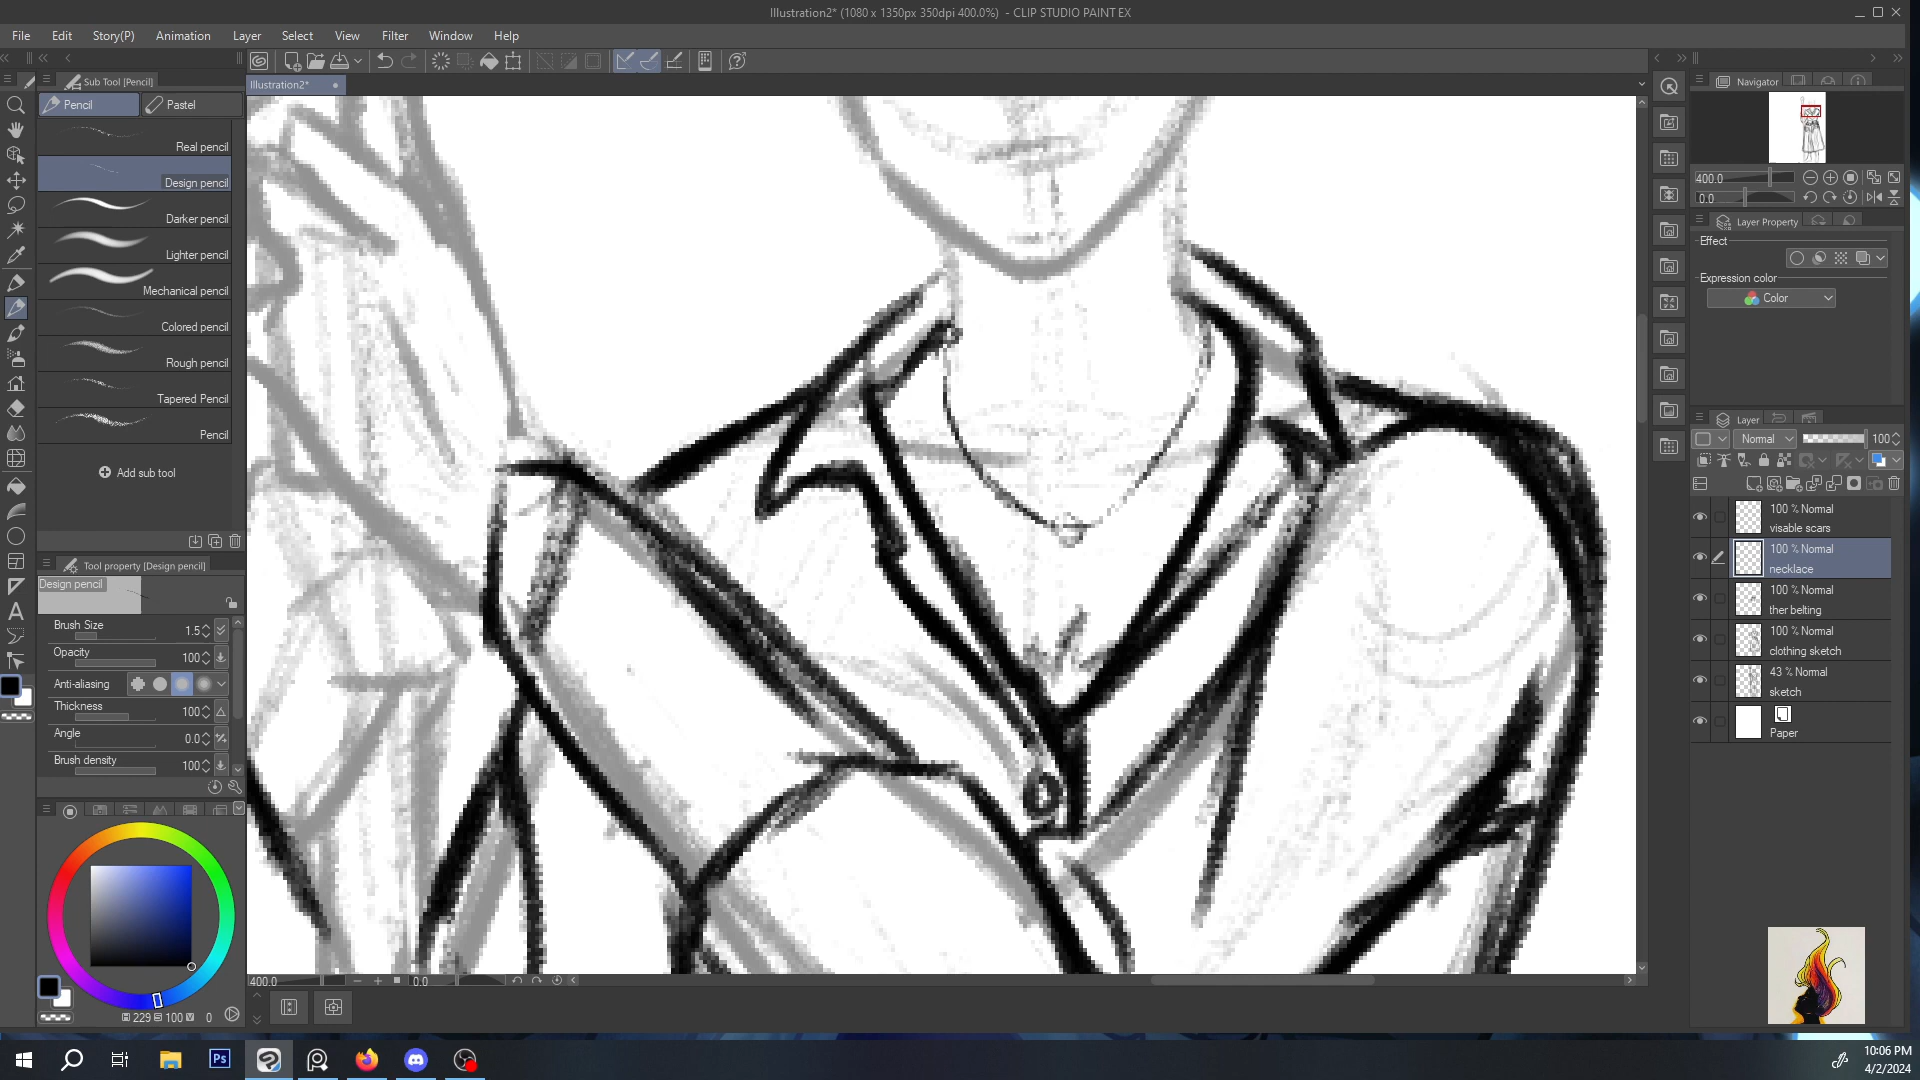 Illustration2* (1080 x 1350px 350dpi 400.0%) - CLIP STUDIO PAINT EX
File Edit Story(P) Animation Layer Select View Filter Window Help
Sub Tool [Pencil]
Illustration2*
Navigator
Pencil Pastel
Real pencil
Design pencil
Darker pencil
Lighter pencil
Mechanical pencil
Colored pencil
Rough pencil
Tapered Pencil
Pencil
Add sub tool
Tool property [Design pencil]
Design pencil
Brush Size 1.5
Opacity 100
Anti-aliasing
Thickness 100
Angle 0.0
Brush density 100
229 100 0
400.0 0.0
400.0
0.0
Layer Property
Effect
Expression color
Color
Layer
Normal 100
100 % Normal
visable scars
100 % Normal
necklace
100 % Normal
ther belting
100 % Normal
clothing sketch
43 % Normal
sketch
Paper
Ps
10:06 PM
4/2/2024